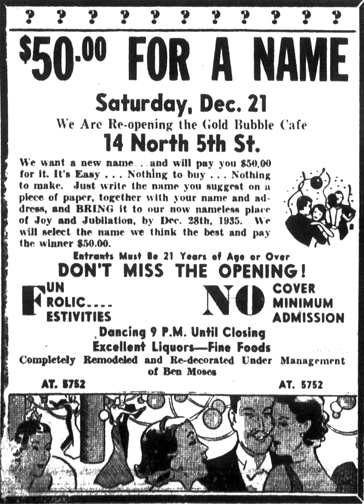 ? ? ? ? ? ? ? ? ? ? ?
$50.00 FOR A NAME
Saturday, Dec. 21
We Are Re-opening the Gold Bubble Cafe
14 North 5th St.
We want a new name . . and will pay you $50.00
for it. It's Easy . . . Nothing to buy . . . Nothing
to make. Just write the name you suggest on a
piece of paper, together with your name and ad-
dress, and BRING it to our now nameless place
of Joy and Jubilation, by Dec. 28th, 1935. We
will select the name we think the best and pay
the winner $50.00.
Entrants Must Be 21 Years of Age or Over
DON'T MISS THE OPENING!
FUN
FROLIC....
FESTIVITIES
NO COVER
MINIMUM
ADMISSION
Dancing 9 P.M. Until Closing
Excellent Liquors—Fine Foods
Completely Remodeled and Re-decorated Under Management
of Ben Moses
AT. 5752 AT. 5752